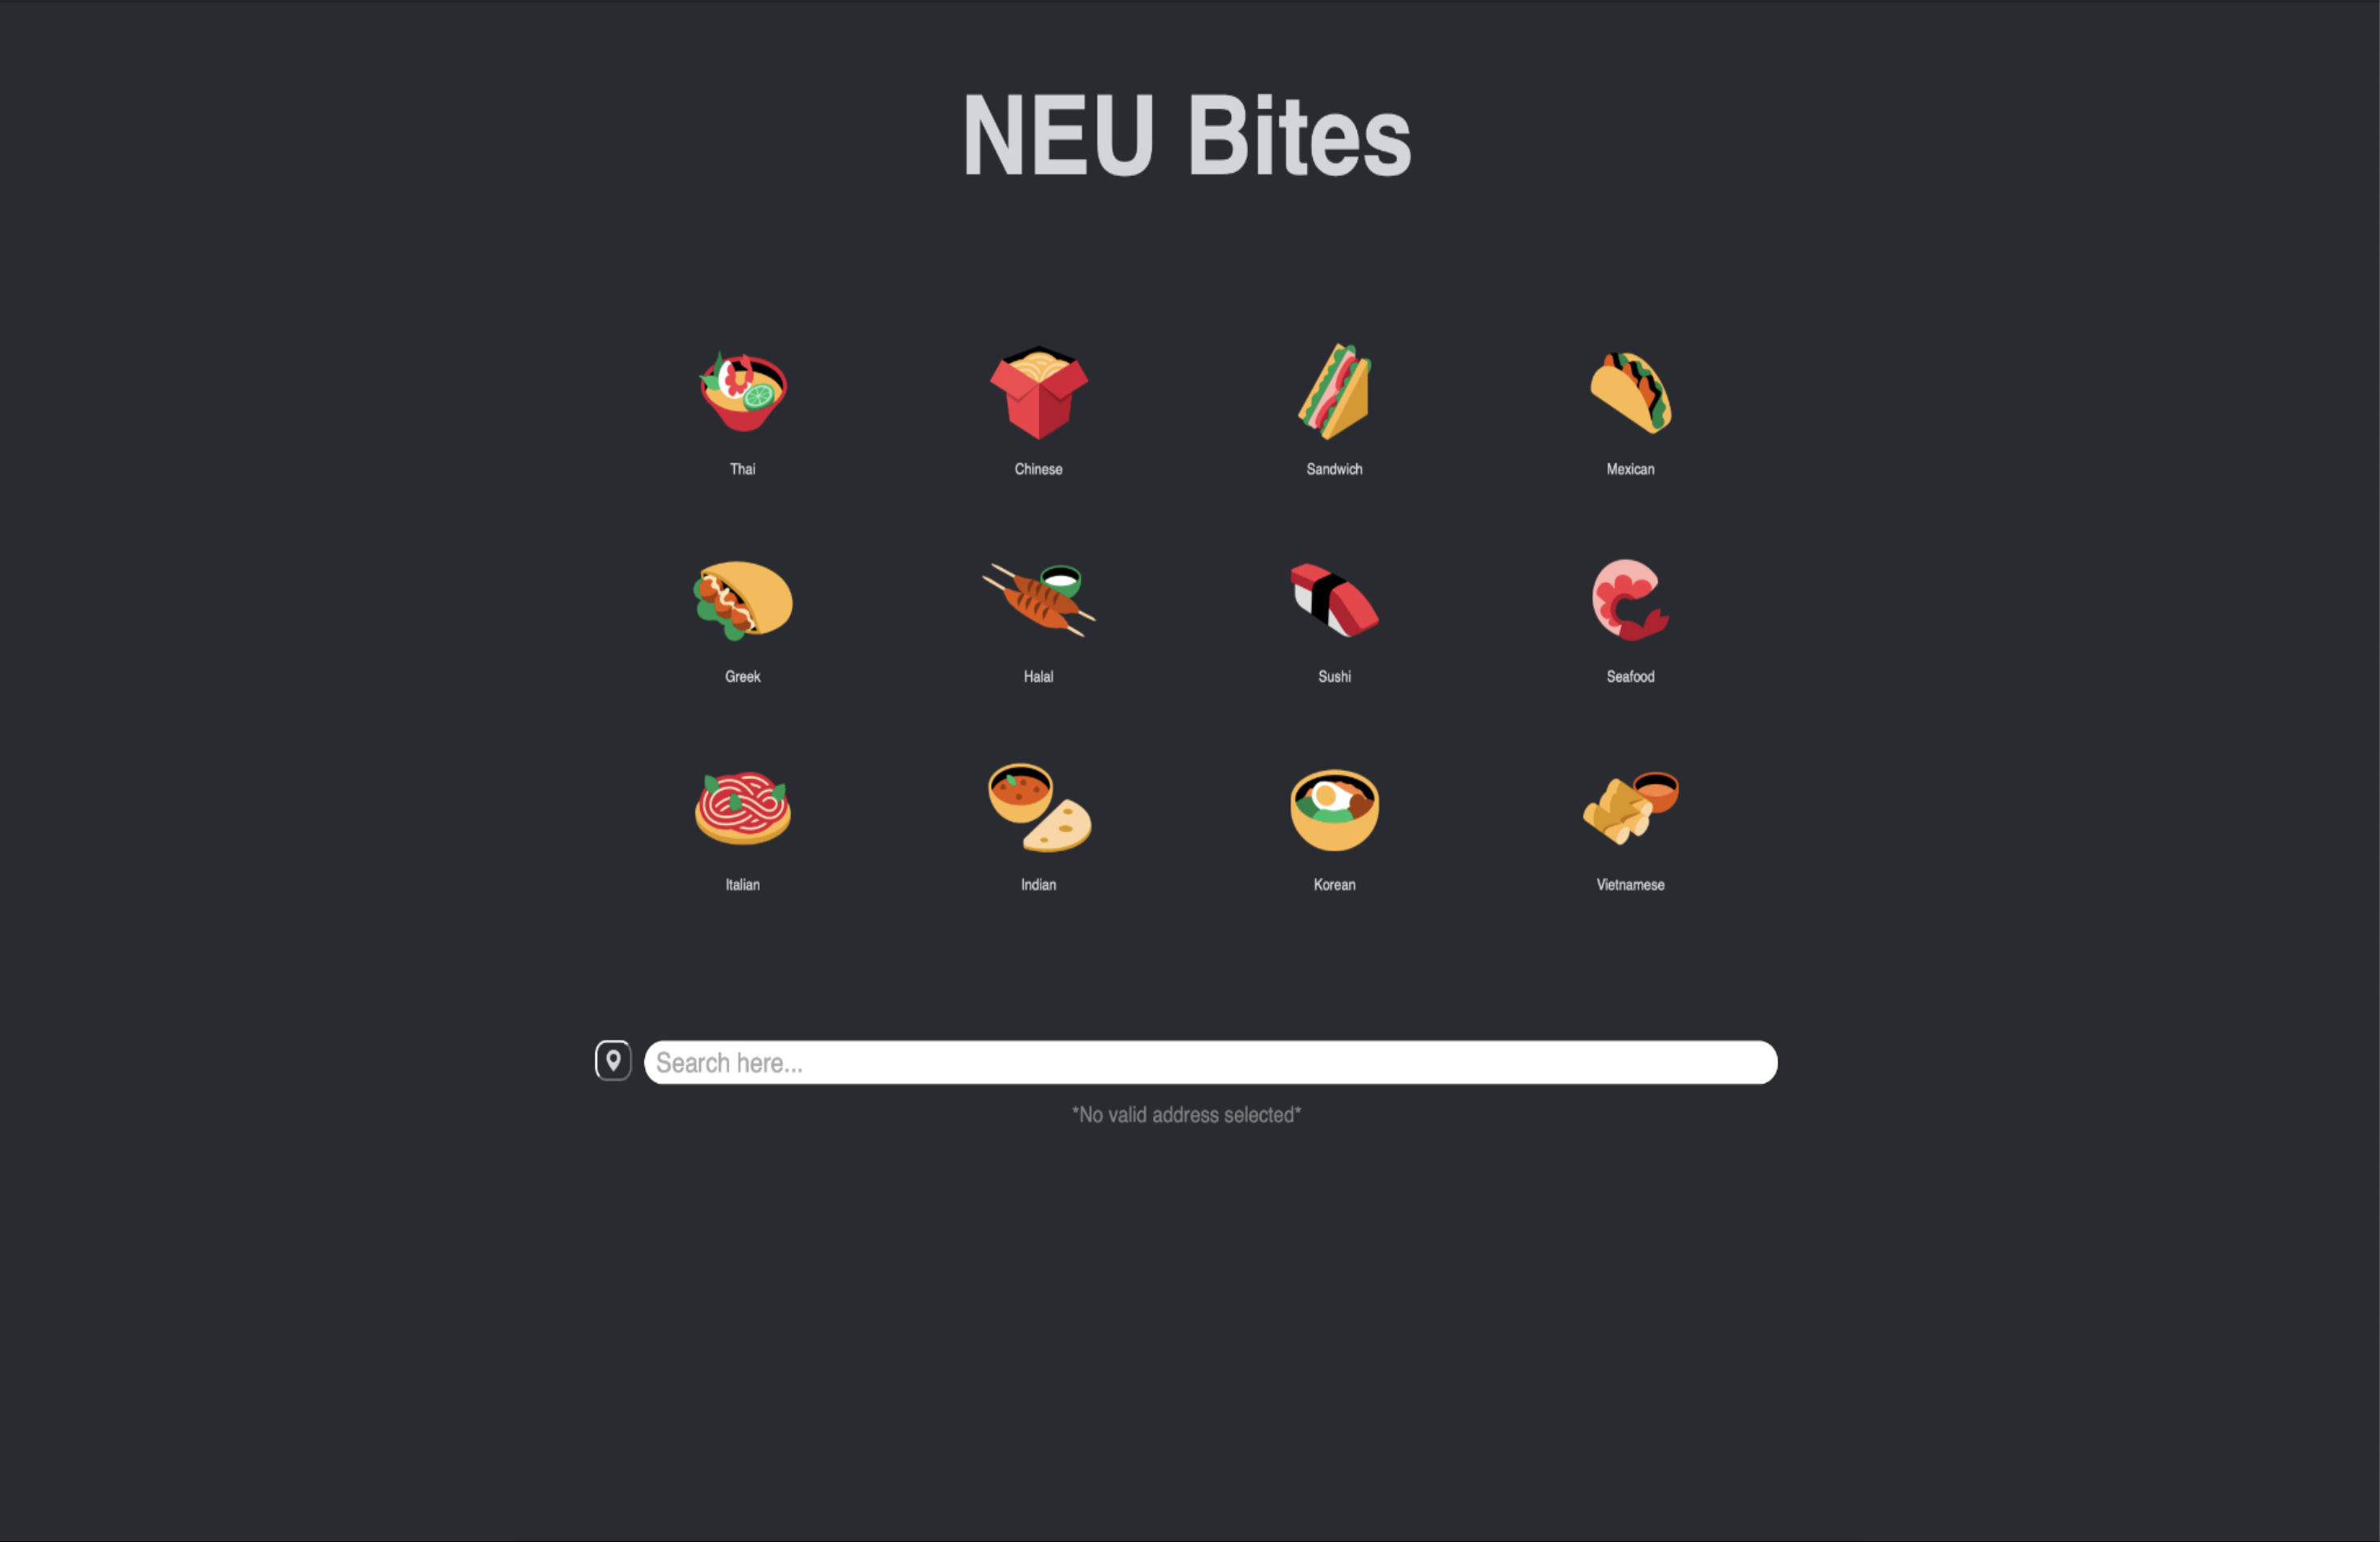 NEU Bites
Thai
Chinese
Sandwich
Mexican
Greek
Halal
Sushi
Seafood
Italian
Indian
Korean
Vietnamese
Search here...
*No valid address selected*